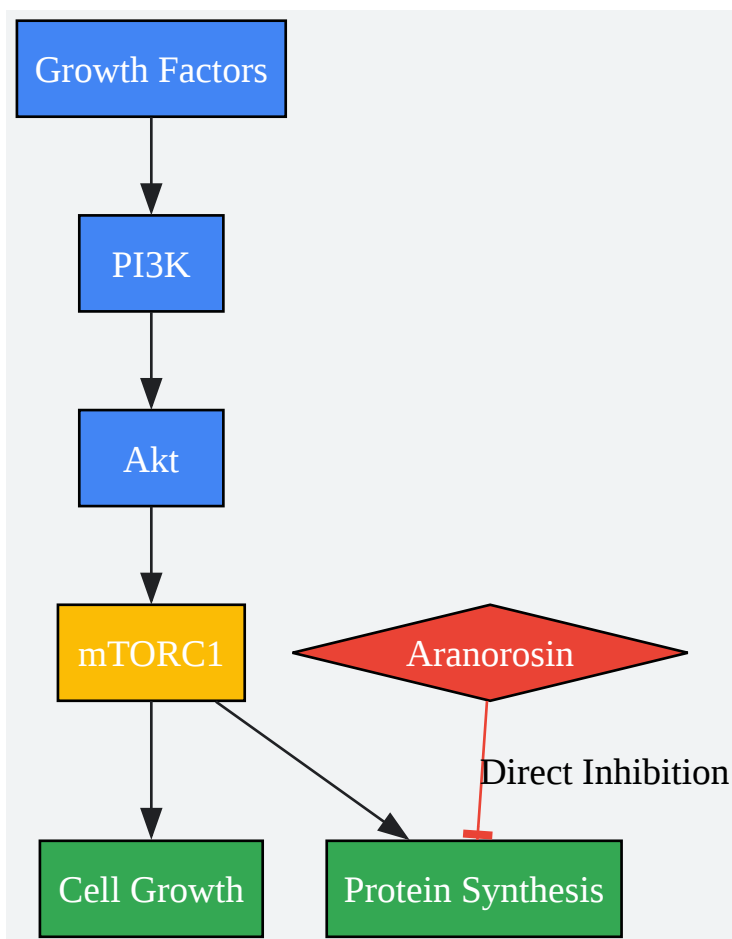 Growth Factors
PI3K
Akt
mTORC1
Aranorosin
Direct Inhibition
Cell Growth
Protein Synthesis